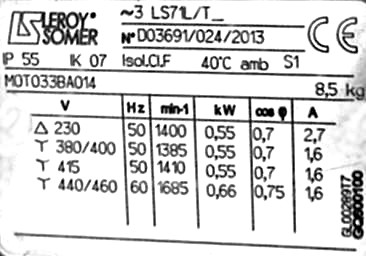 LEROY® SOMER ~3 LS71L/T_
N° D03691/024/2013 CE
IP 55 IK 07 Isol.Cl.F 40°C amb S1
MOT033BA014 8,5 kg
V Hz min-1 kW cos φ A
Δ 230 50 1400 0,55 0,7 2,7
Y 380/400 50 1385 0,55 0,7 1,6
Y 415 50 1410 0,55 0,7 1,6
Y 440/460 60 1685 0,66 0,75 1,6